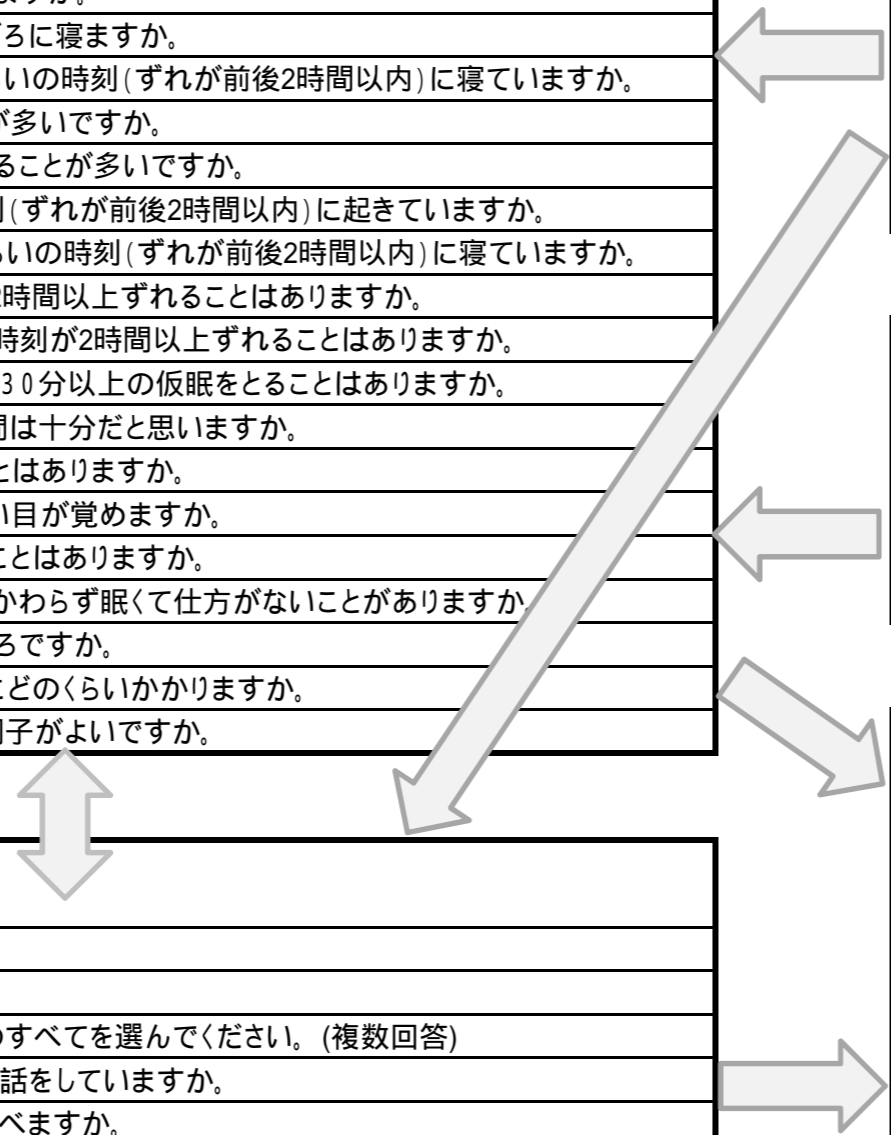 ますか。
ろに寝ますか。
いの時刻(ずれが前後2時間以内)に寝ていますか。
が多いですか。
ることが多いですか。
刻(ずれが前後2時間以内)に起きていますか。
いの時刻(ずれが前後2時間以内)に寝ていますか。
時間以上ずれることはありますか。
時刻が2時間以上ずれることはありますか。
30分以上の仮眠をとることはありますか。
間は十分だと思いますか。
とはありますか。
い目が覚めますか。
ことはありますか。
かわらず眠くて仕方がないことがありますか。
ろですか。
にどのくらいかかりますか。
調子がよいですか。
のすべてを選んでください。(複数回答)
話をしていますか。
べますか。